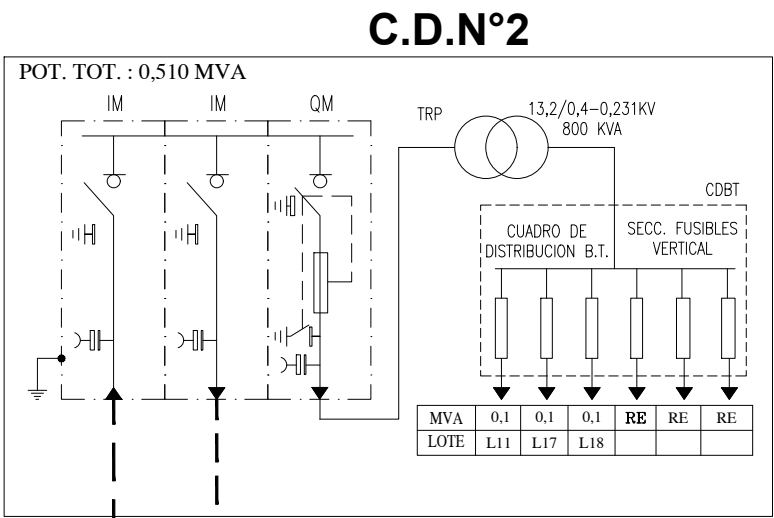 C.D.N°2
POT. TOT. : 0,510 MVA
IM IM QM
TRP
13,2/0,4-0,231KV
800 KVA
CDBT
CUADRO DE
DISTRIBUCION B.T.
SECC. FUSIBLES
VERTICAL
MVA 0,1 0,1 0,1 RE RE RE
LOTE L11 L17 L18